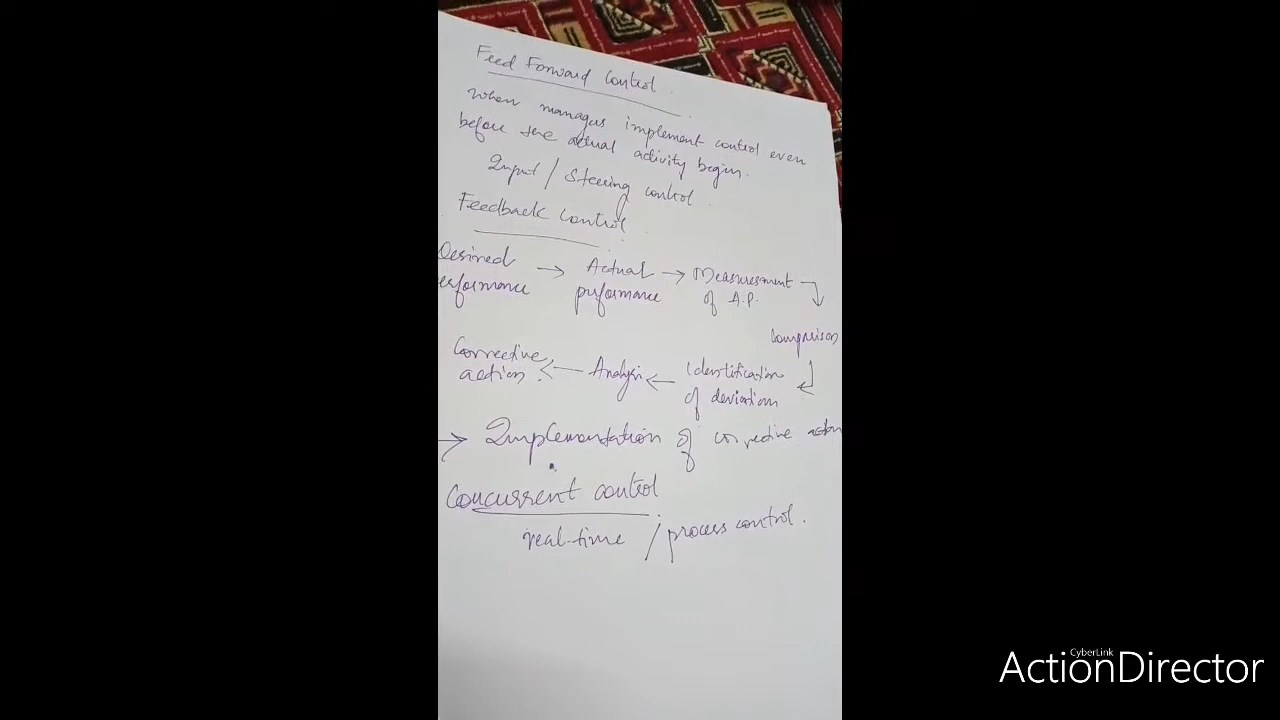 Feed Forward Control
When managers implement control even
before the actual activity begin.
Input / Steering control
Feedback control
Desired performance → Actual performance → Measurement of A.P.
Comparison
Corrective action. ← Analysis ← Identification of deviation
→ Implementation of corrective action
Concurrent control
real-time / process control.
CyberLink
ActionDirector